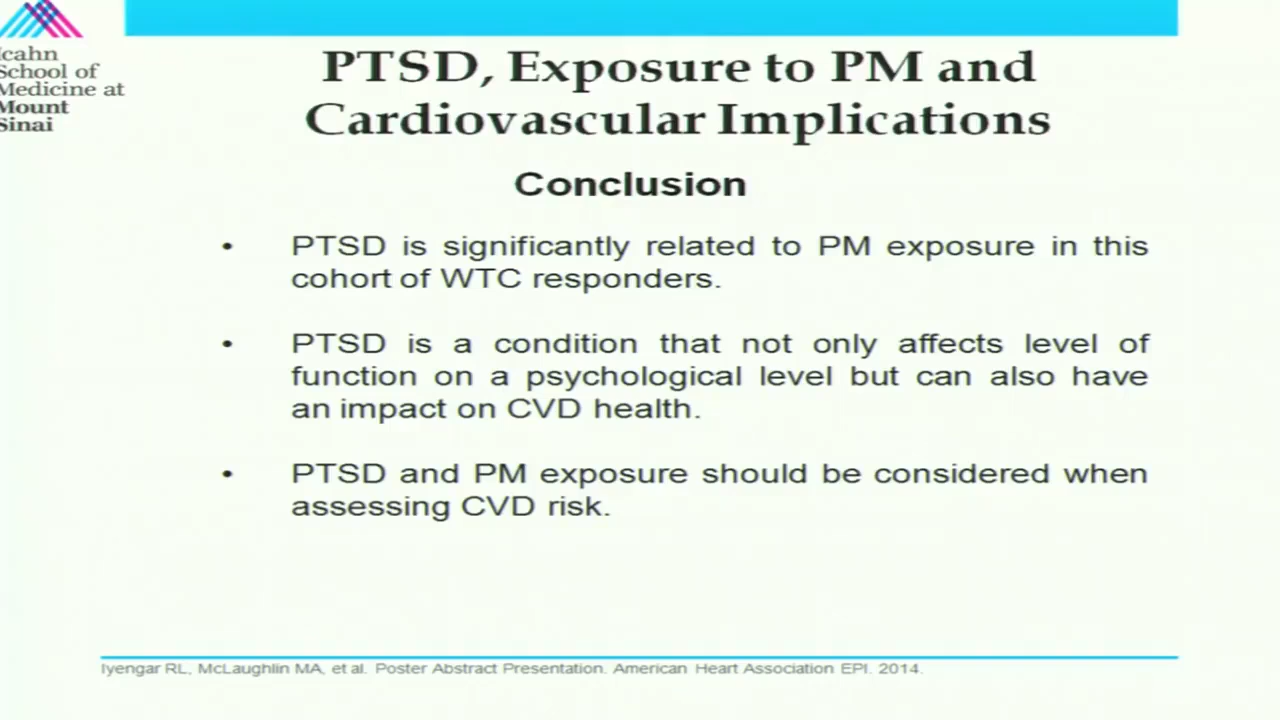 Icahn
School of
Medicine at
Mount
Sinai
PTSD, Exposure to PM and
Cardiovascular Implications
Conclusion
• PTSD is significantly related to PM exposure in this
cohort of WTC responders.
• PTSD is a condition that not only affects level of
function on a psychological level but can also have
an impact on CVD health.
• PTSD and PM exposure should be considered when
assessing CVD risk.
Iyengar RL, McLaughlin MA, et al. Poster Abstract Presentation. American Heart Association EPI. 2014.